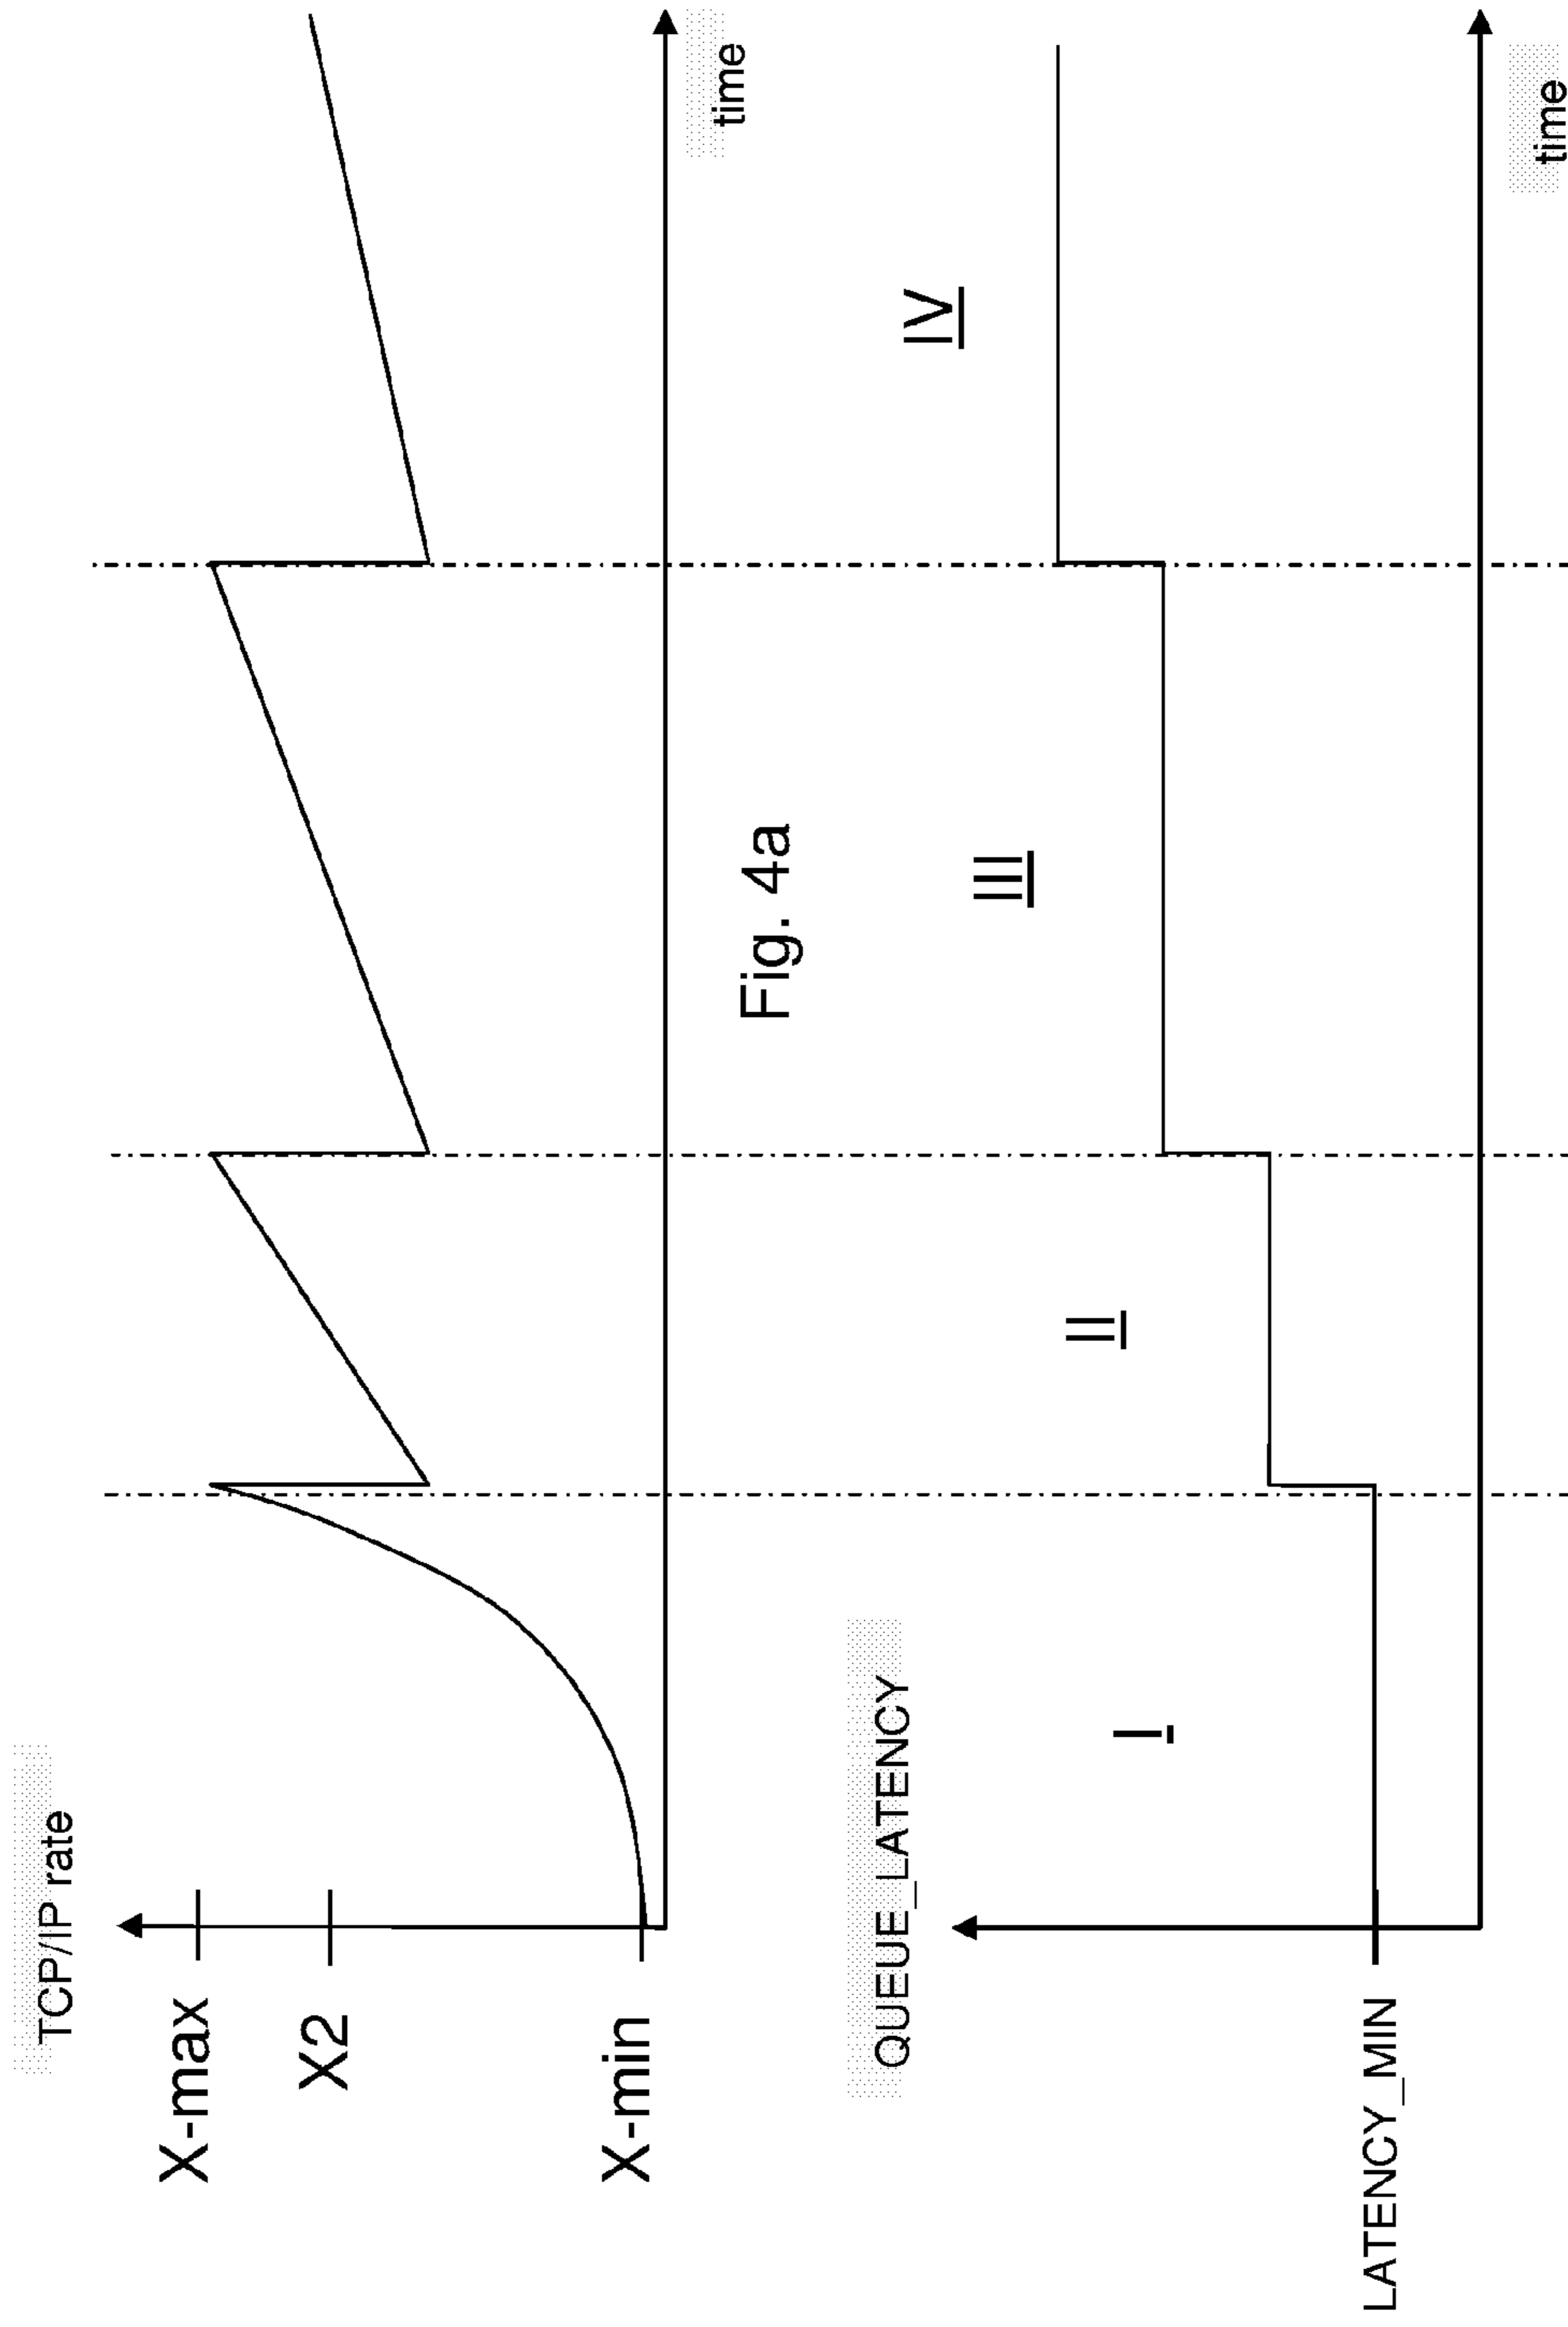 TCP/IP rate
X-max
X2
X-min
time
Fig. 4a
QUEUE_LATENCY
I
II
III
IV
LATENCY_MIN
time